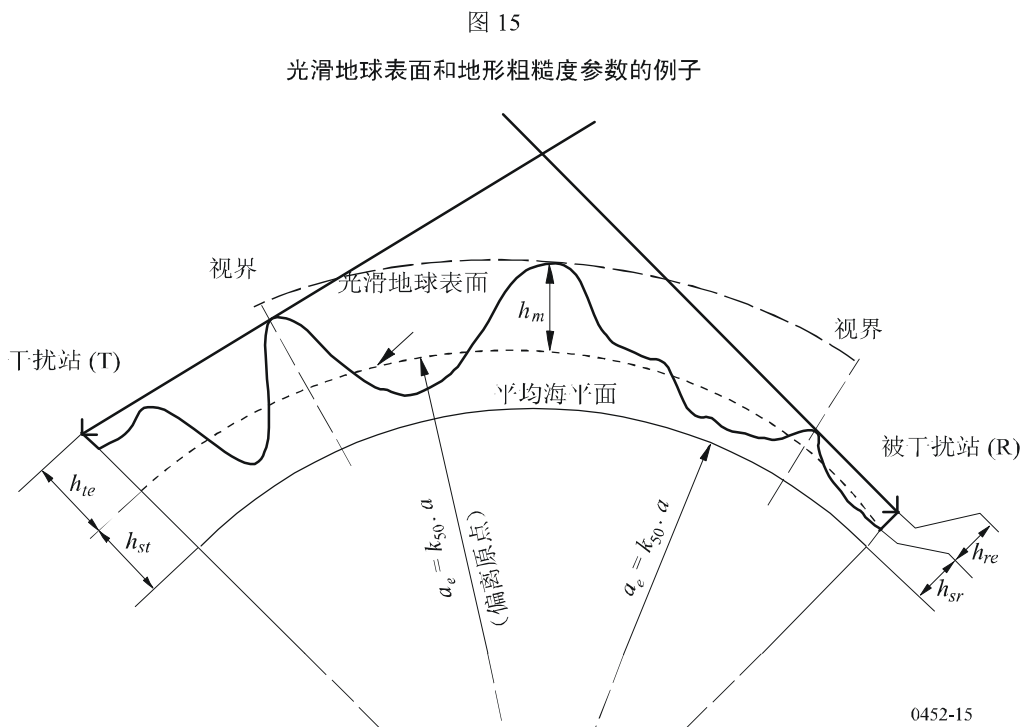 图 15
光滑地球表面和地形粗糙度参数的例子
视界
光滑地球表面
h_m
视界
干扰站 (T)
平均海平面
被干扰站 (R)
h_te
h_st
a_e = k_50 · a
(偏离原点)
a_e = k_50 · a
h_re
h_sr
0452-15